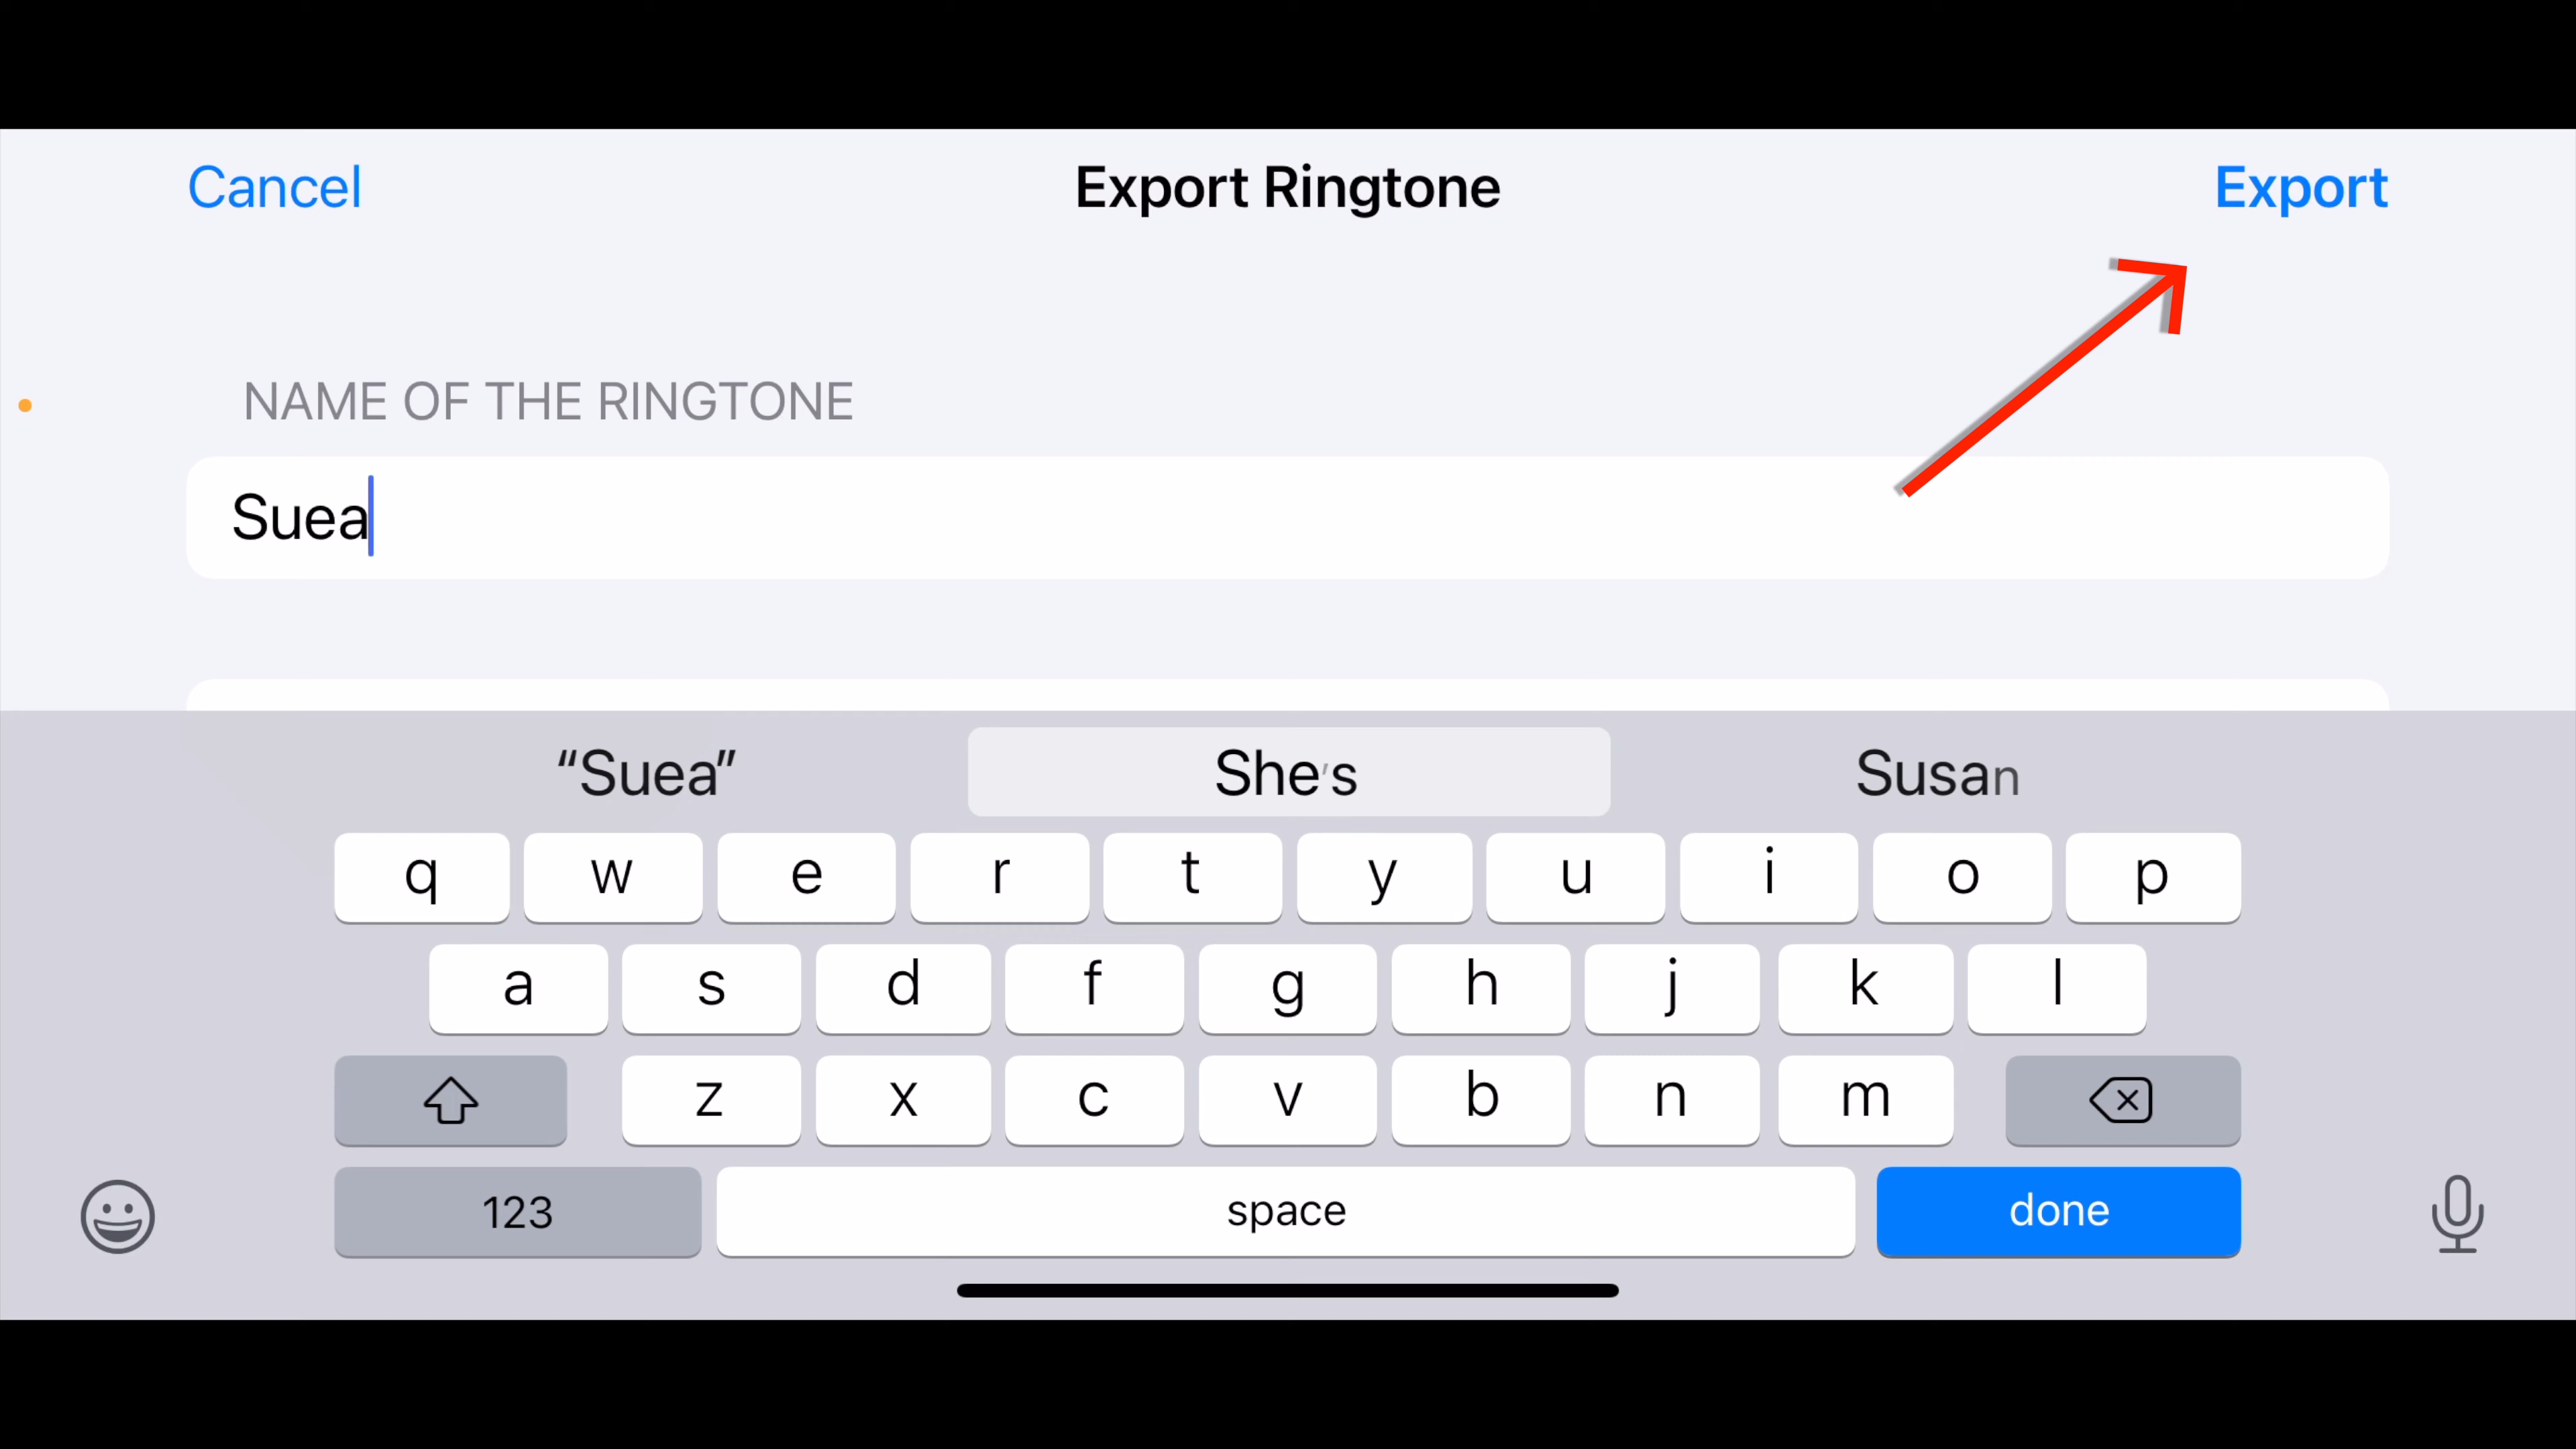 Cancel Export Ringtone Export
NAME OF THE RINGTONE
Suea
“Suea” She's Susan
q w e r t y u i o p
a s d f g h j k l
z x c v b n m
123 space done